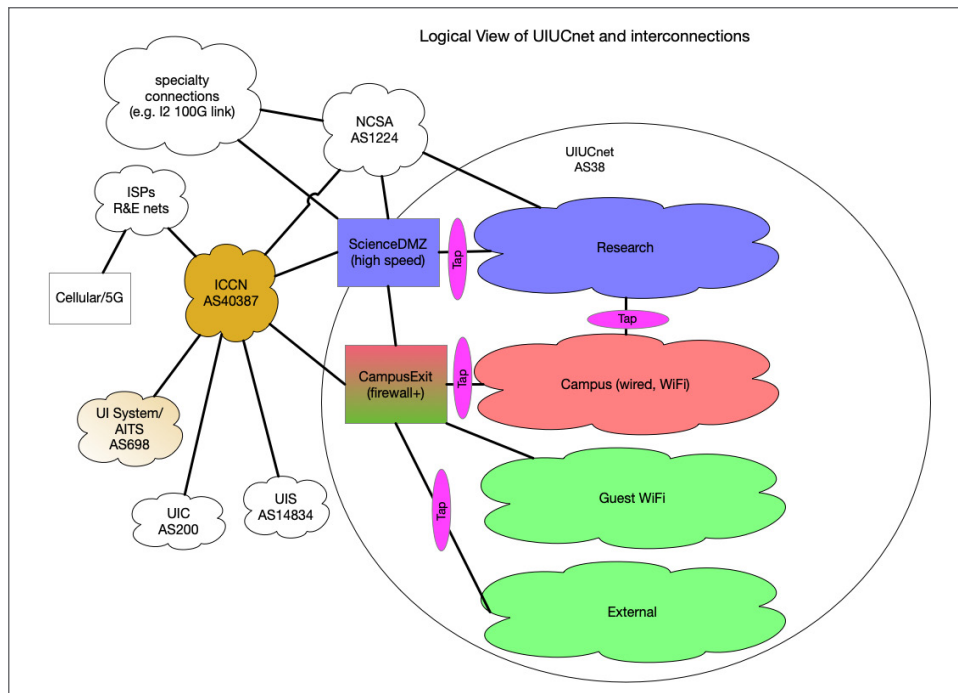 Logical View of UIUCnet and interconnections
specialty
connections
(e.g. I2 100G link)
NCSA
AS1224
UIUCnet
AS38
ISPs
R&E nets
ScienceDMZ
(high speed)
Tap
Research
Cellular/5G
ICCN
AS40387
Tap
CampusExit
(firewall+)
Tap
Campus (wired, WiFi)
UI System/
AITS
AS698
UIC
AS200
UIS
AS14834
Tap
Guest WiFi
External